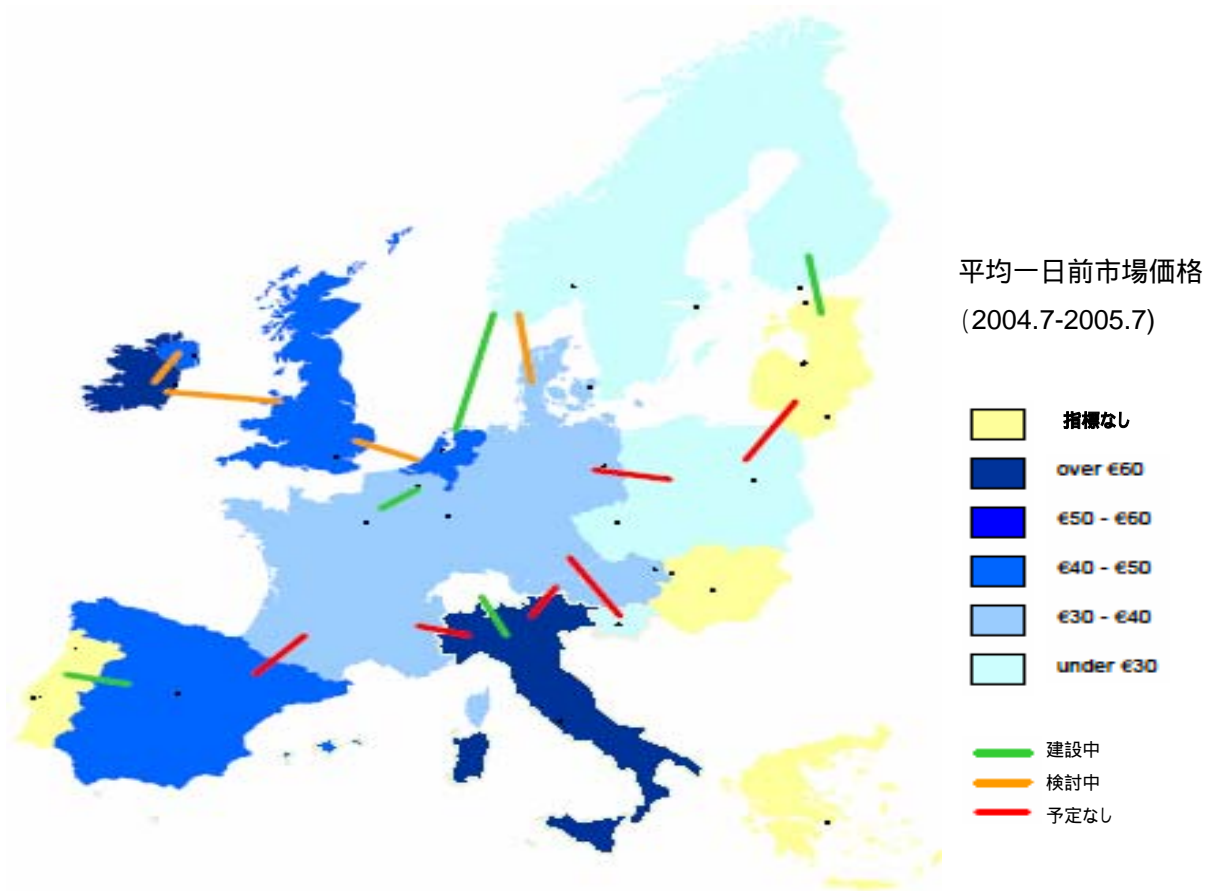 平均一日前市場価格
(2004.7-2005.7)
指標なし
over €60
€50 - €60
€40 - €50
€30 - €40
under €30
建設中
検討中
予定なし